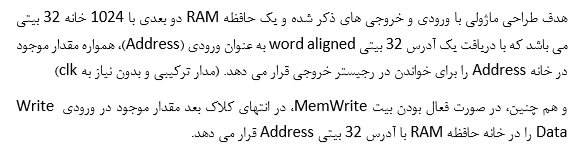 هدف طراحی ماژولی با ورودی و خروجی های ذکر شده و یک حافظه RAM دو بعدی با 1024 خانه 32 بیتی
می باشد که با دریافت یک آدرس 32 بیتی word aligned به عنوان ورودی (Address)، همواره مقدار موجود
در خانه Address را برای خواندن در رجیستر خروجی قرار می دهد. (مدار ترکیبی و بدون نیاز به clk)
و هم چنین، در صورت فعال بودن بیت MemWrite، در انتهای کلاک بعد مقدار موجود در ورودی Write
Data را در خانه حافظه RAM با آدرس 32 بیتی Address قرار می دهد.